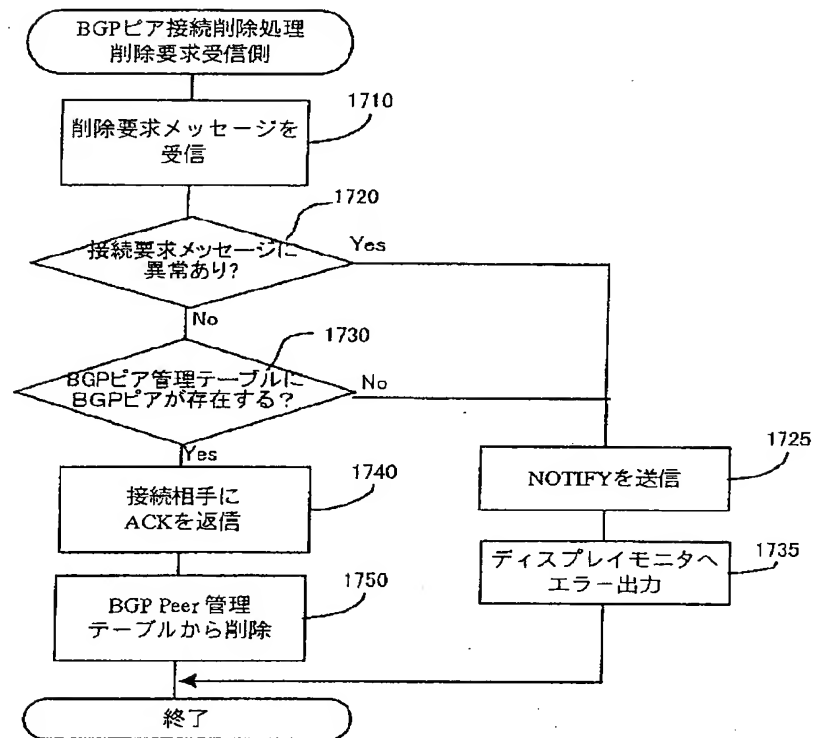 BGPピア接続削除処理
削除要求受信側
1710
削除要求メッセージを
受信
1720
接続要求メッセージに
異常あり?
Yes
No
1730
BGPピア管理テーブルに
BGPピアが存在する?
No
Yes
1740
接続相手に
ACKを返信
1725
NOTIFYを送信
1735
ディスプレイモニタへ
エラー出力
1750
BGP Peer 管理
テーブルから削除
終了